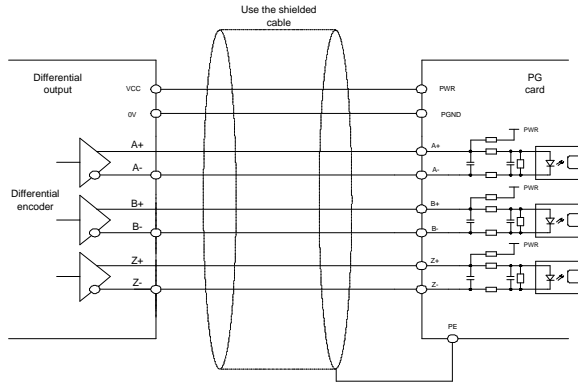 Use the shielded
cable
Differential
output
VCC
PWR
PG
card
0V
PGND
PWR
A+
A+
A-
A-
Differential
encoder
PWR
B+
B+
B-
B-
PWR
Z+
Z+
Z-
Z-
PE